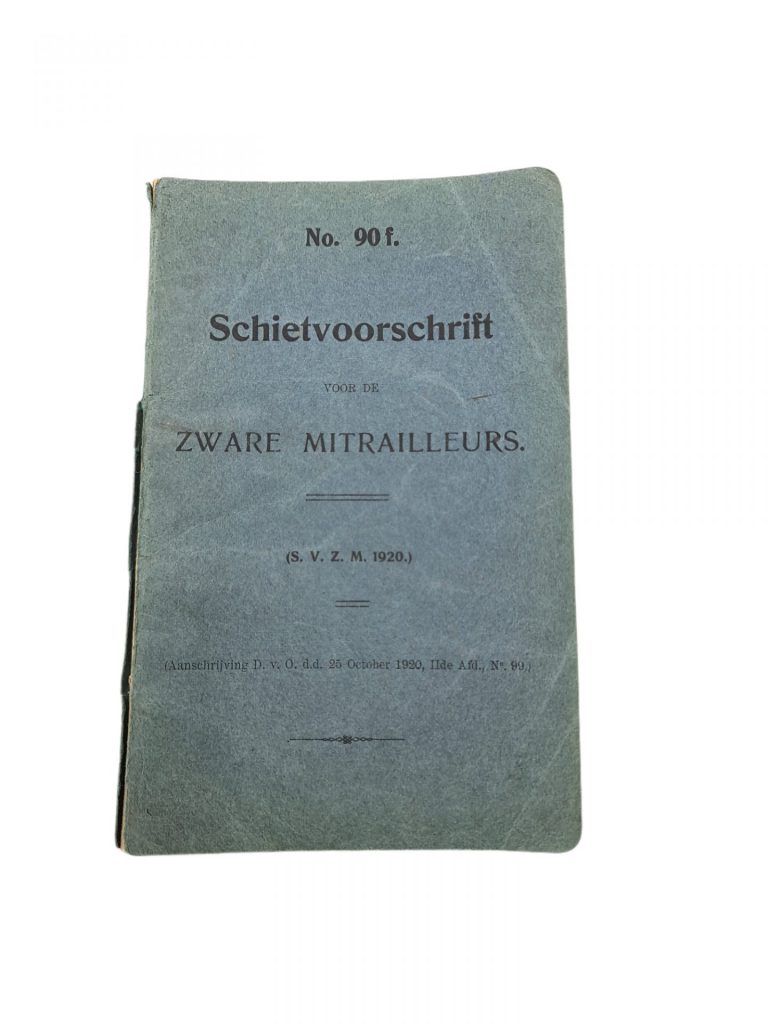 No. 90 f.
Schietvoorschrift
VOOR DE
ZWARE MITRAILLEURS.
(S. V. Z. M. 1920.)
(Aanschrijving D. v. O. d.d. 25 October 1920, IIde Afd., Nº. 99.)